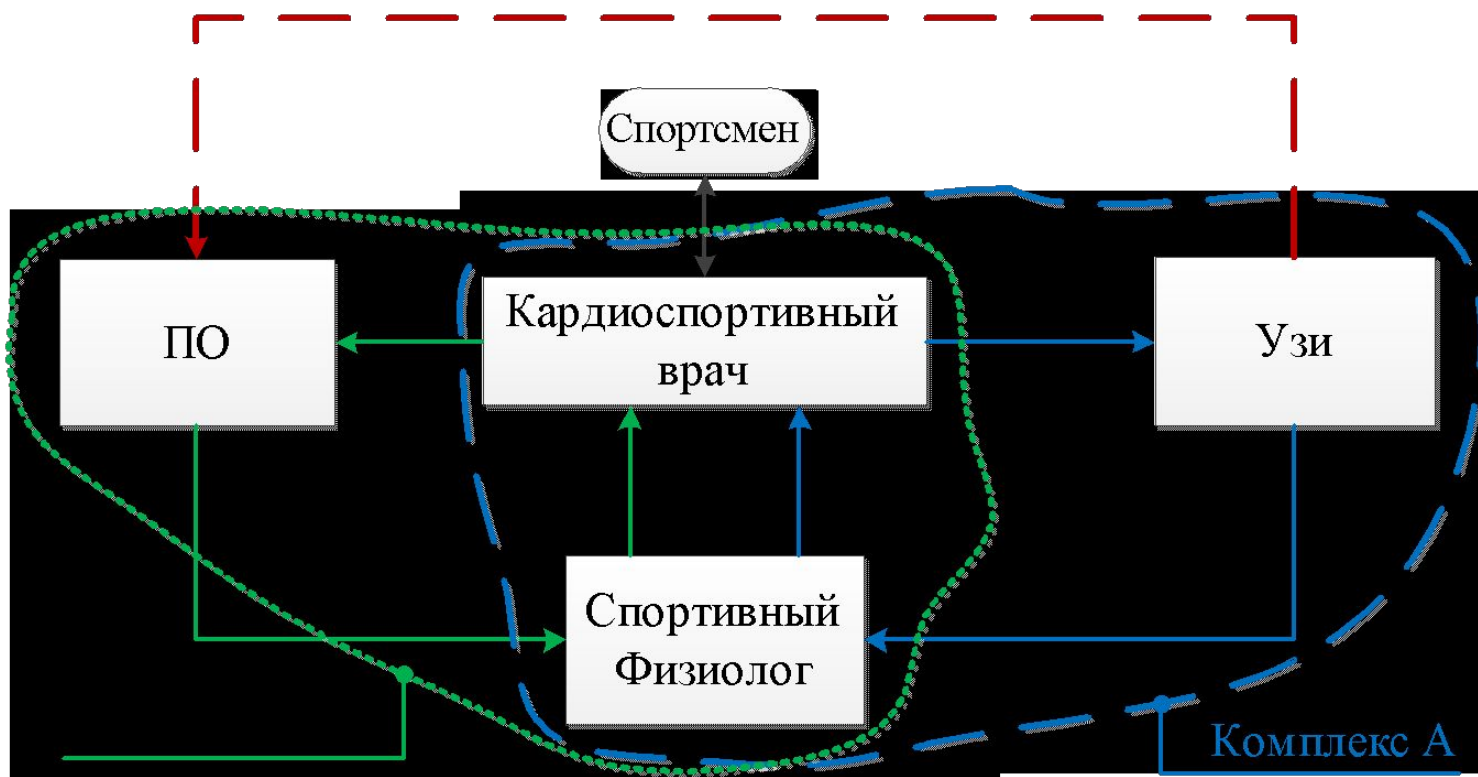 Спортсмен
ПО
Кардиоспортивный
врач
Узи
Спортивный
Физиолог
Комплекс А